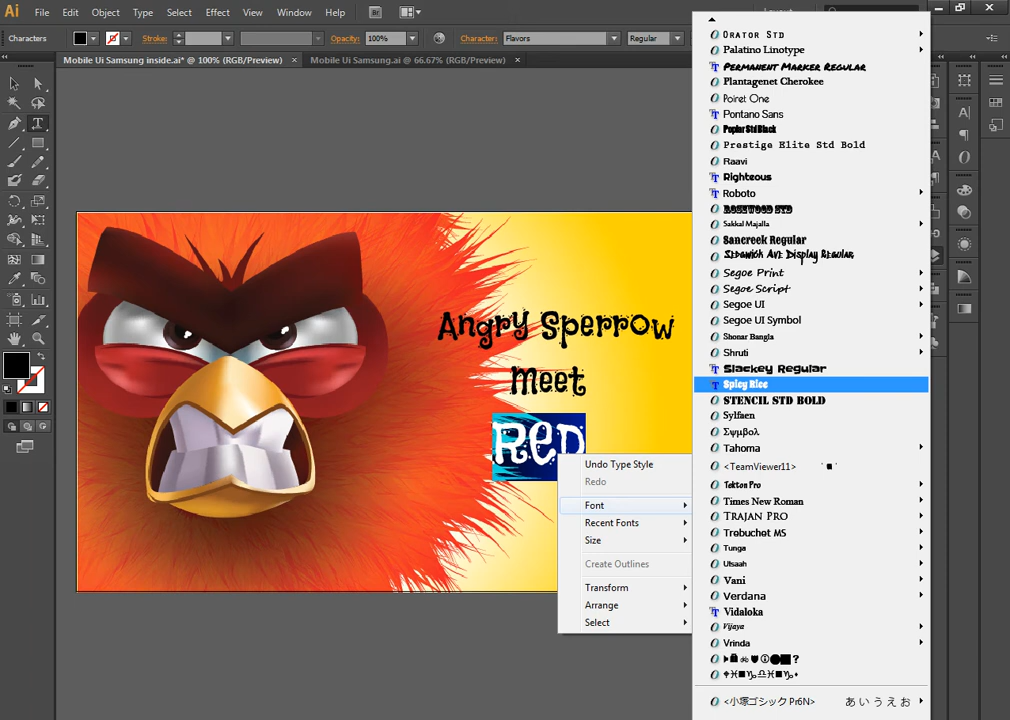 Ai File Edit Object Type Select Effect View Window Help Br
Characters Stroke: Opacity: 100% Character: Flavors Regular
Mobile Ui Samsung inside.ai* @ 100% (RGB/Preview) × Mobile Ui Samsung.ai @ 66.67% (RGB/Preview) ×
Angry Sperrow
meet
Red
Undo Type Style
Redo
Font
Recent Fonts
Size
Create Outlines
Transform
Arrange
Select
Orator Std
Palatino Linotype
Permanent Marker Regular
Plantagenet Cherokee
Poiret One
Pontano Sans
Poplar Std Black
Prestige Elite Std Bold
Raavi
Righteous
Roboto
Rosewood Std
Sakkal Majalla
Sancreek Regular
Sedgwick Ave Display Regular
Segoe Print
Segoe Script
Segoe UI
Segoe UI Symbol
Shonar Bangla
Shruti
Slackey Regular
Spicy Rice
Stencil Std Bold
Sylfaen
Σψμβολ
Tahoma
<TeamViewer11>
Tekton Pro
Times New Roman
Trajan Pro
Trebuchet MS
Tunga
Utsaah
Vani
Verdana
Vidaloka
Vijaya
Vrinda
<小塚ゴシック Pr6N> あいうえお